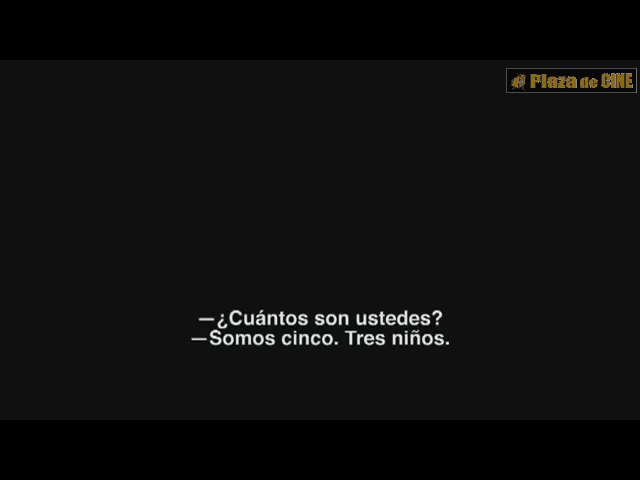 Plaza de CINE
—¿Cuántos son ustedes?
—Somos cinco. Tres niños.